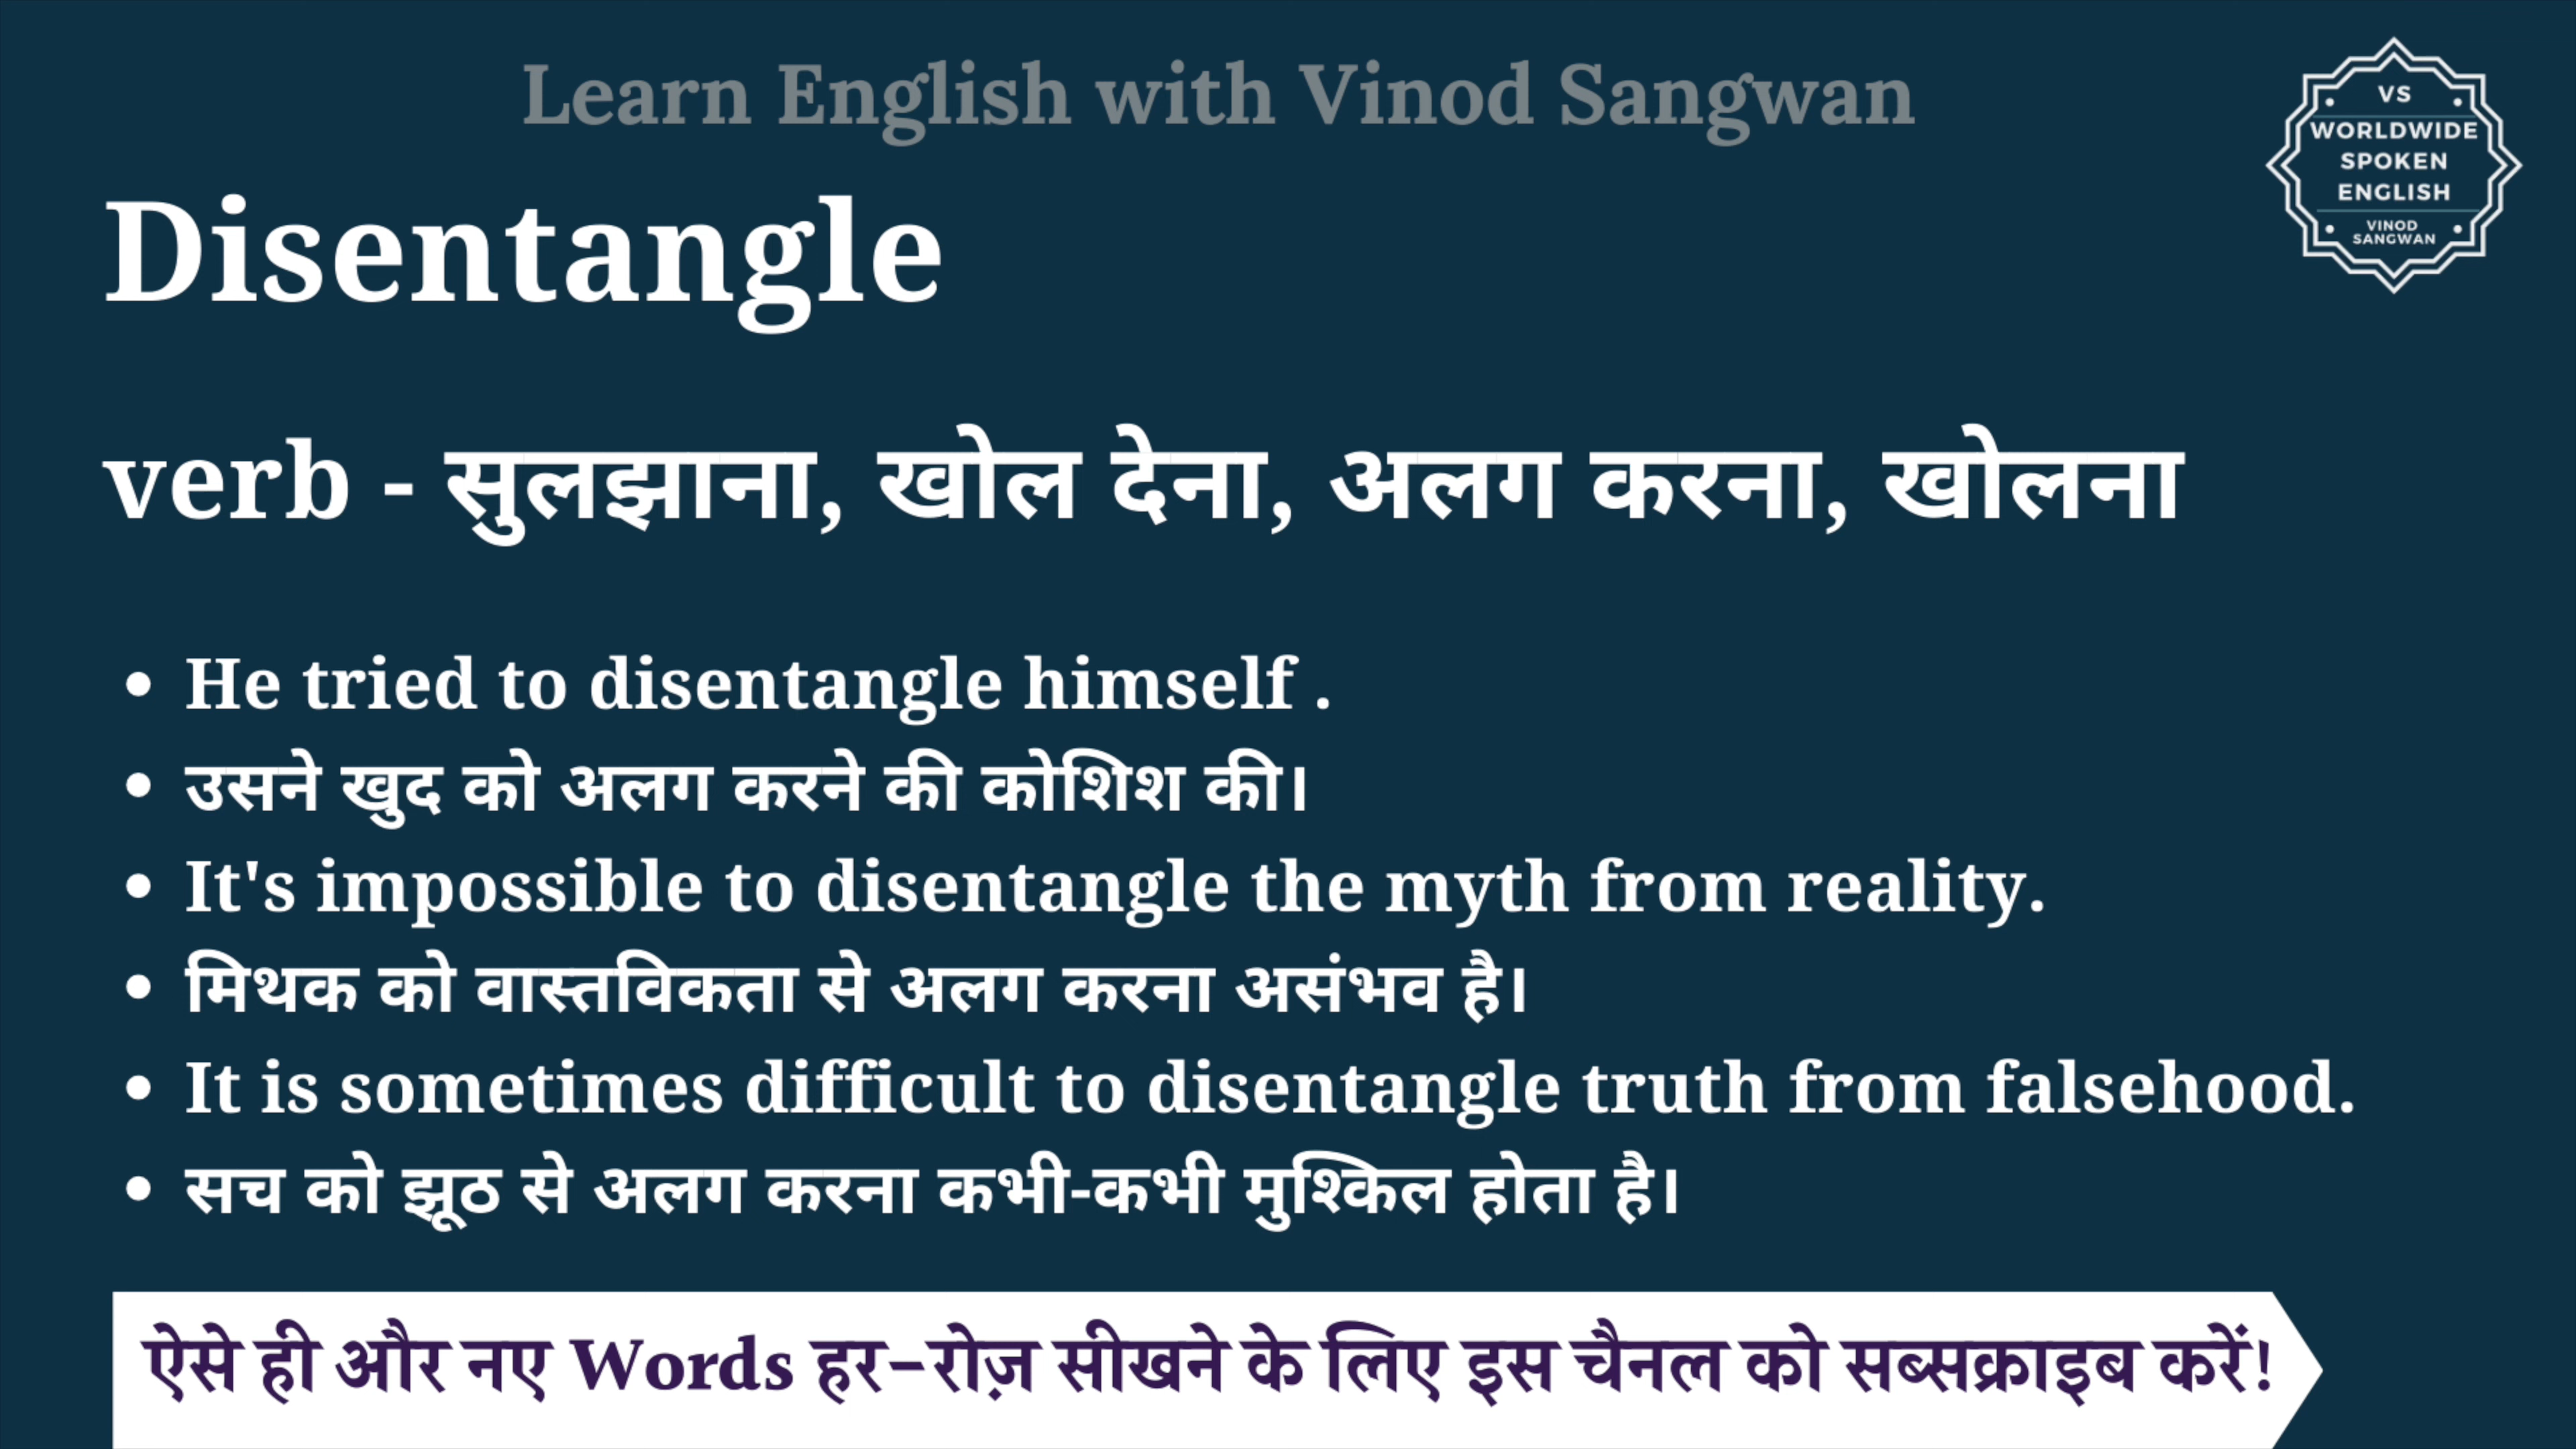 Learn English with Vinod Sangwan
VS
WORLDWIDE
SPOKEN
ENGLISH
VINOD
SANGWAN
Disentangle
verb - सुलझाना, खोल देना, अलग करना, खोलना
• He tried to disentangle himself .
• उसने खुद को अलग करने की कोशिश की।
• It's impossible to disentangle the myth from reality.
• मिथक को वास्तविकता से अलग करना असंभव है।
• It is sometimes difficult to disentangle truth from falsehood.
• सच को झूठ से अलग करना कभी-कभी मुश्किल होता है।
ऐसे ही और नए Words हर-रोज़ सीखने के लिए इस चैनल को सब्सक्राइब करें!